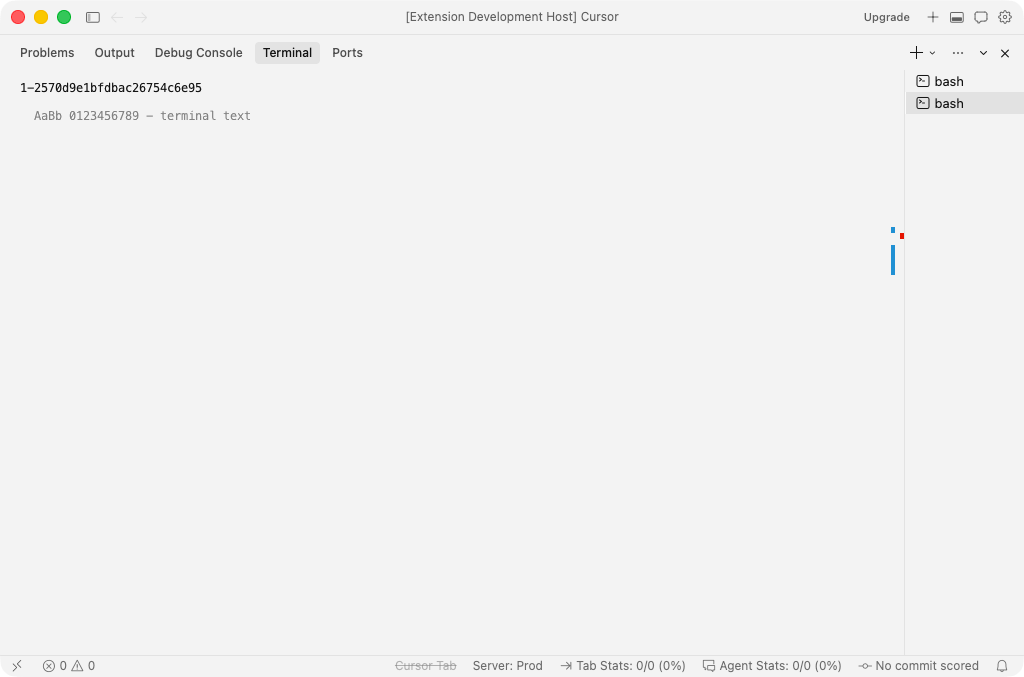 [Extension Development Host] Cursor
Upgrade
Problems Output Debug Console Terminal Ports
1-2570d9e1bfdbac26754c6e95
AaBb 0123456789 - terminal text
bash
bash
0 0
Cursor Tab Server: Prod Tab Stats: 0/0 (0%) Agent Stats: 0/0 (0%) No commit scored